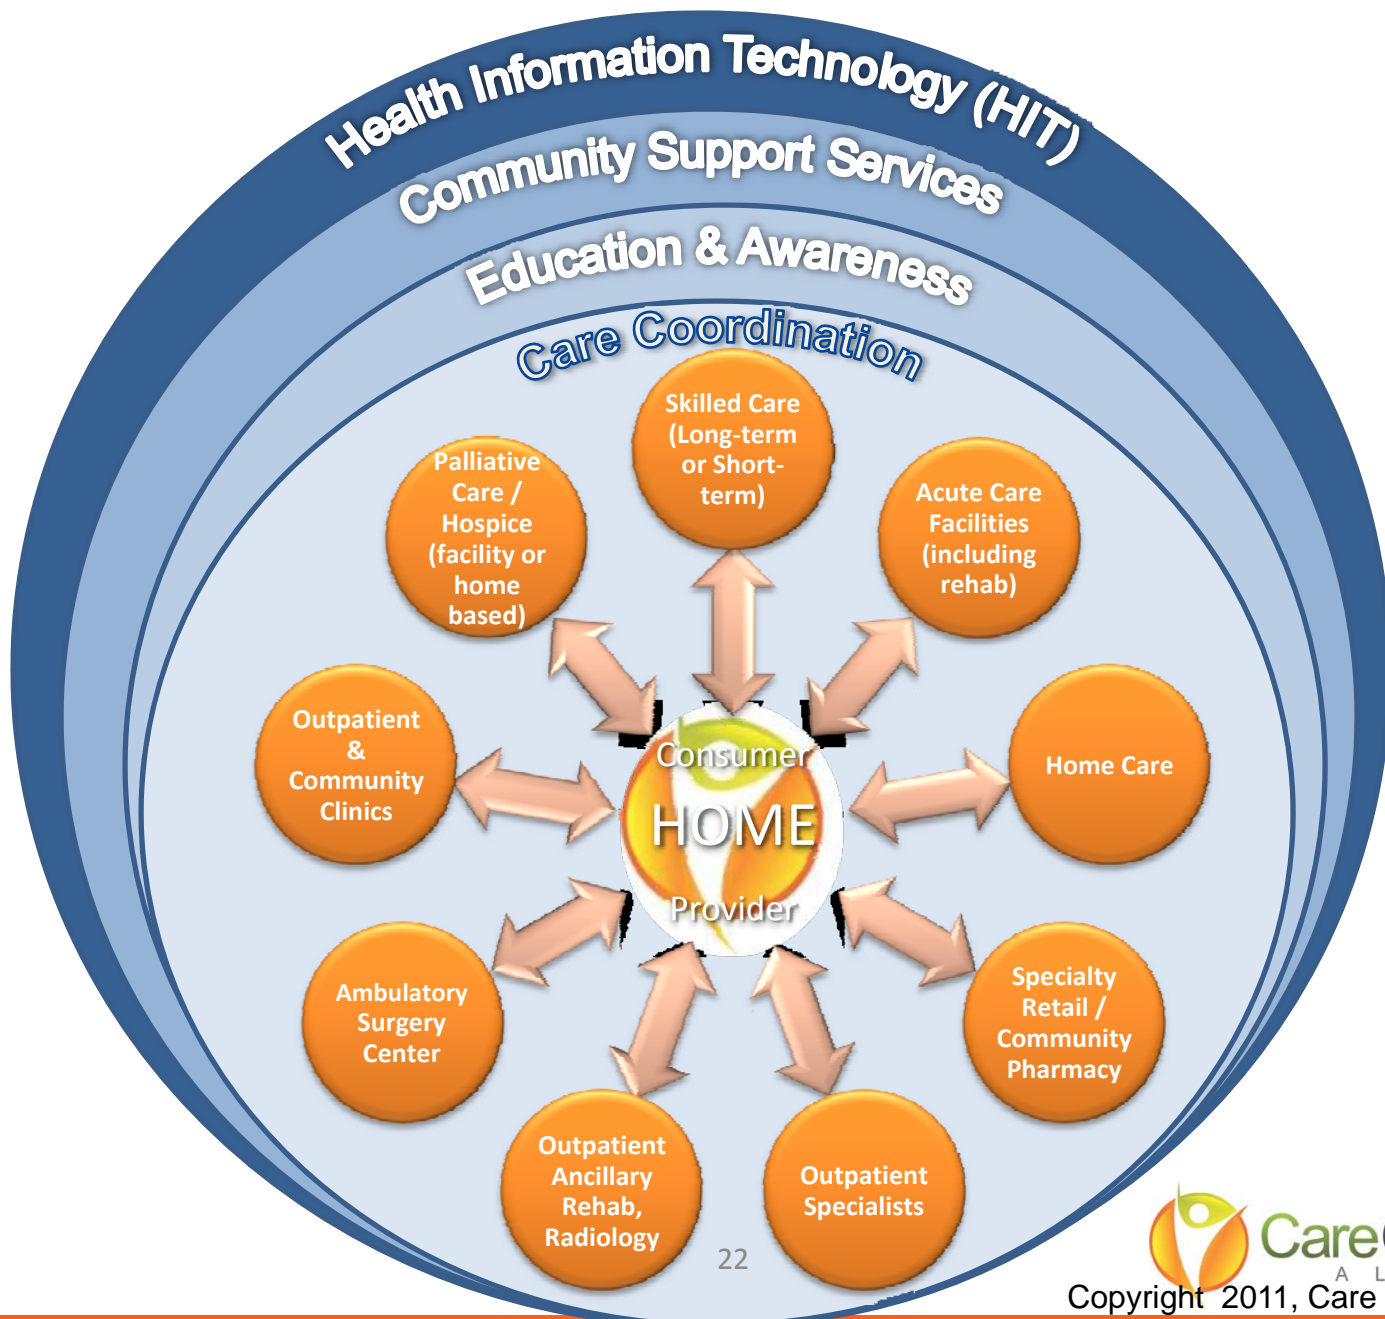 Health Information Technology (HIT)
Community Support Services
Education & Awareness
Care Coordination
Skilled Care
(Long-term
or Short-
term)
Palliative
Care /
Hospice
(facility or
home
based)
Acute Care
Facilities
(including
rehab)
Outpatient
&
Community
Clinics
Consumer
HOME
Provider
Home Care
Ambulatory
Surgery
Center
Specialty
Retail /
Community
Pharmacy
Outpatient
Ancillary
Rehab,
Radiology
Outpatient
Specialists
22
Care
A L
Copyright 2011, Care